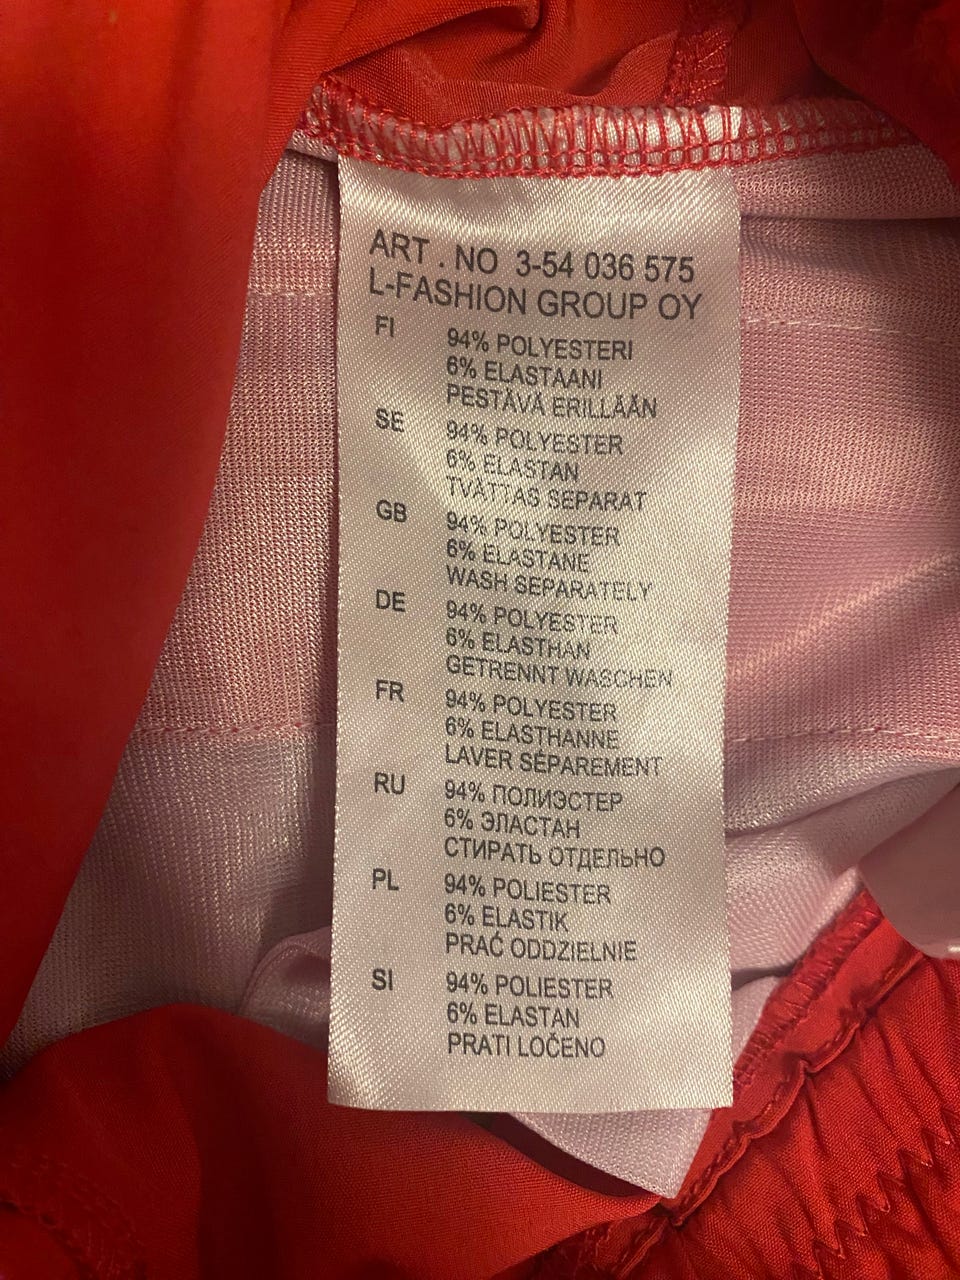 ART . NO 3-54 036 575
L-FASHION GROUP OY
FI 94% POLYESTERI
6% ELASTAANI
PESTÄVÄ ERILLÄÄN
SE 94% POLYESTER
6% ELASTAN
TVÄTTAS SEPARAT
GB 94% POLYESTER
6% ELASTANE
WASH SEPARATELY
DE 94% POLYESTER
6% ELASTHAN
GETRENNT WASCHEN
FR 94% POLYESTER
6% ELASTHANNE
LAVER SÉPAREMENT
RU 94% ПОЛИЭСТЕР
6% ЭЛАСТАН
СТИРАТЬ ОТДЕЛЬНО
PL 94% POLIESTER
6% ELASTIK
PRAĆ ODDZIELNIE
SI 94% POLIESTER
6% ELASTAN
PRATI LOČENO